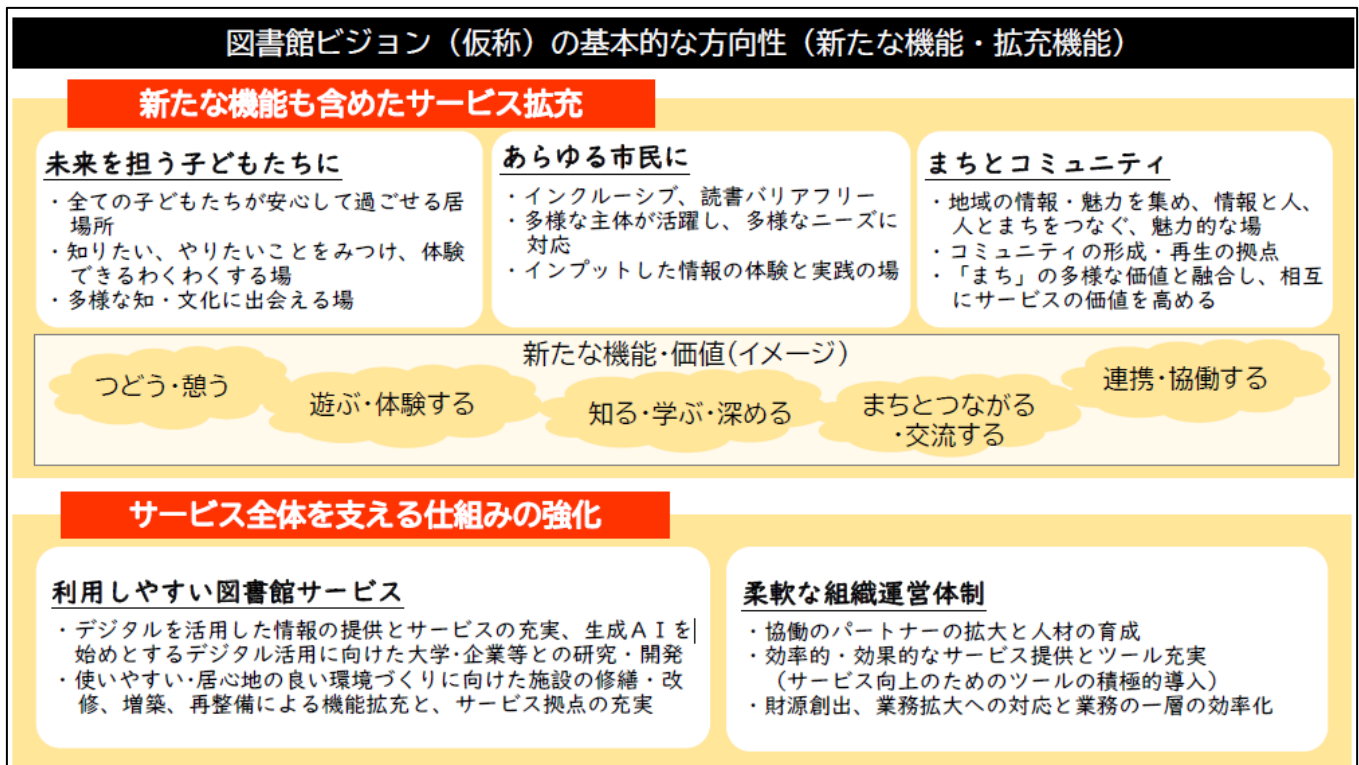 図書館ビジョン（仮称）の基本的な方向性（新たな機能・拡充機能）
新たな機能も含めたサービス拡充
未来を担う子どもたちに
・全ての子どもたちが安心して過ごせる居
場所
・知りたい、やりたいことをみつけ、体験
できるわくわくする場
・多様な知・文化に出会える場
あらゆる市民に
・インクルーシブ、読書バリアフリー
・多様な主体が活躍し、多様なニーズに
対応
・インプットした情報の体験と実践の場
まちとコミュニティ
・地域の情報・魅力を集め、情報と人、
人とまちをつなぐ、魅力的な場
・コミュニティの形成・再生の拠点
・「まち」の多様な価値と融合し、相互
にサービスの価値を高める
新たな機能・価値(イメージ)
つどう・憩う
遊ぶ・体験する
知る・学ぶ・深める
まちとつながる
・交流する
連携・協働する
サービス全体を支える仕組みの強化
利用しやすい図書館サービス
・デジタルを活用した情報の提供とサービスの充実、生成ＡＩを
始めとするデジタル活用に向けた大学・企業等との研究・開発
・使いやすい・居心地の良い環境づくりに向けた施設の修繕・改
修、増築、再整備による機能拡充と、サービス拠点の充実
柔軟な組織運営体制
・協働のパートナーの拡大と人材の育成
・効率的・効果的なサービス提供とツール充実
（サービス向上のためのツールの積極的導入）
・財源創出、業務拡大への対応と業務の一層の効率化